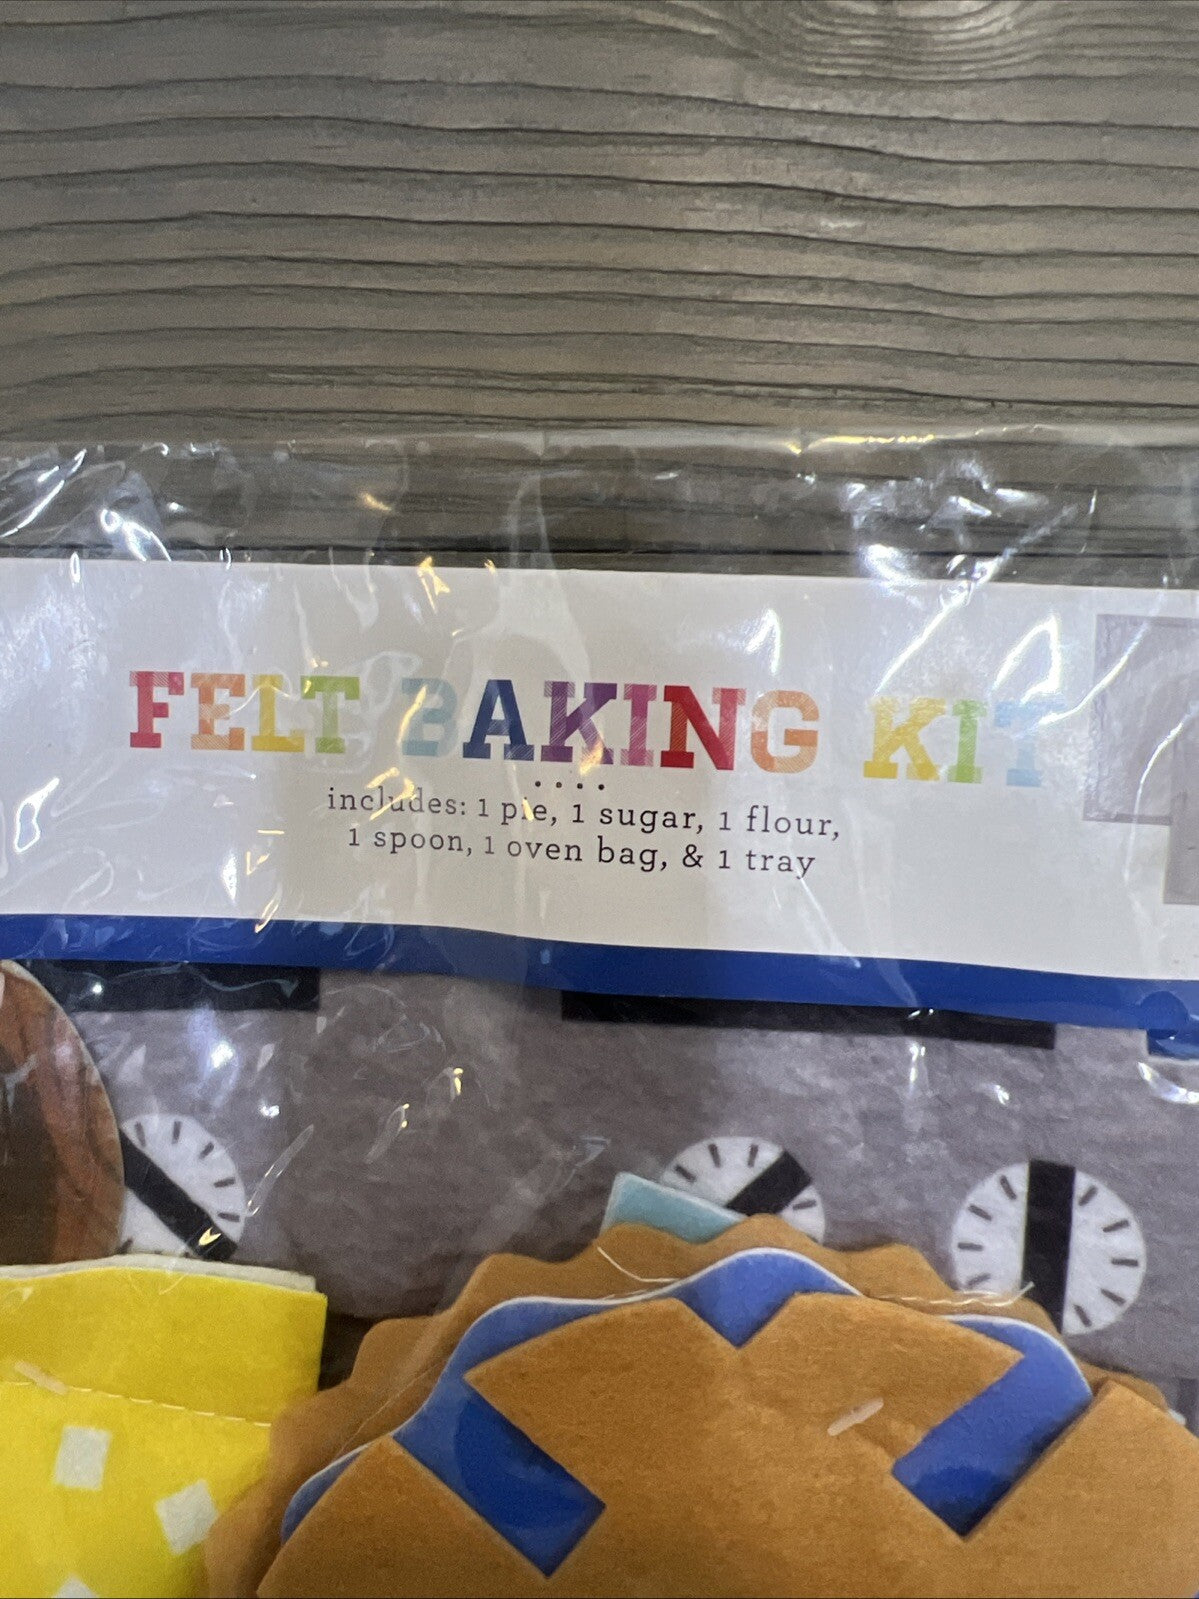 FELT BAKING KIT
includes: 1 pie, 1 sugar, 1 flour,
1 spoon, 1 oven bag, & 1 tray